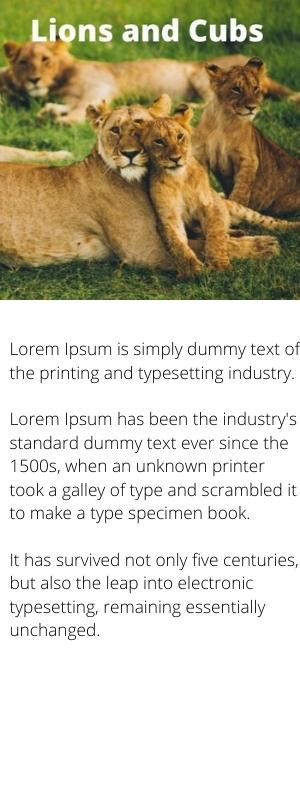 Lions and Cubs
Lorem Ipsum is simply dummy text of
the printing and typesetting industry.
Lorem Ipsum has been the industry's
standard dummy text ever since the
1500s, when an unknown printer
took a galley of type and scrambled it
to make a type specimen book.
It has survived not only five centuries,
but also the leap into electronic
typesetting, remaining essentially
unchanged.